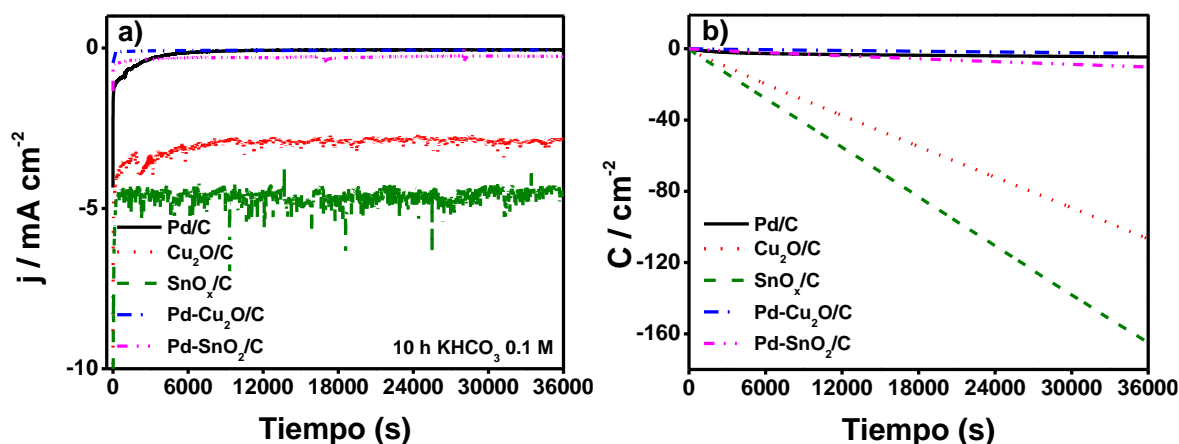 a)
0
-5
-10
j / mA cm⁻²
Pd/C
Cu₂O/C
SnOₓ/C
Pd-Cu₂O/C
Pd-SnO₂/C
10 h KHCO₃ 0.1 M
0 6000 12000 18000 24000 30000 36000
Tiempo (s)
b)
0
-40
-80
-120
-160
C / cm⁻²
Pd/C
Cu₂O/C
SnOₓ/C
Pd-Cu₂O/C
Pd-SnO₂/C
6000 12000 18000 24000 30000 36000
Tiempo (s)